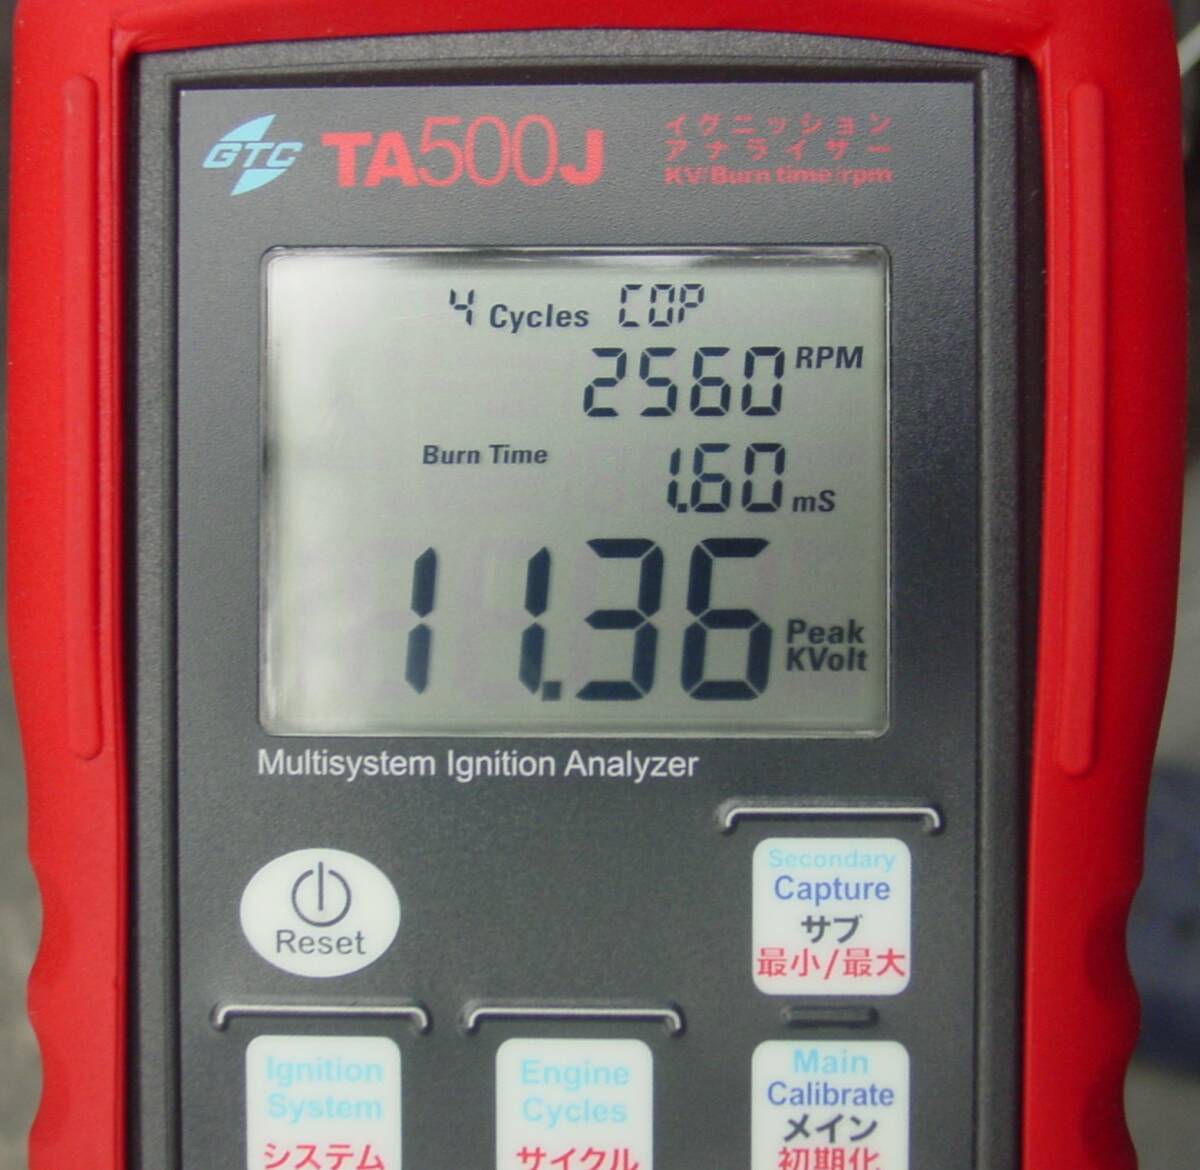 GTC TA500J
イグニッション
アナライザー
KV/Burn time/rpm
4 Cycles COP
2560 RPM
Burn Time 1.60 mS
11.36 Peak KVolt
Multisystem Ignition Analyzer
Reset
Secondary
Capture
サブ
最小/最大
Ignition
System
システム
Engine
Cycles
サイクル
Main
Calibrate
メイン
初期化